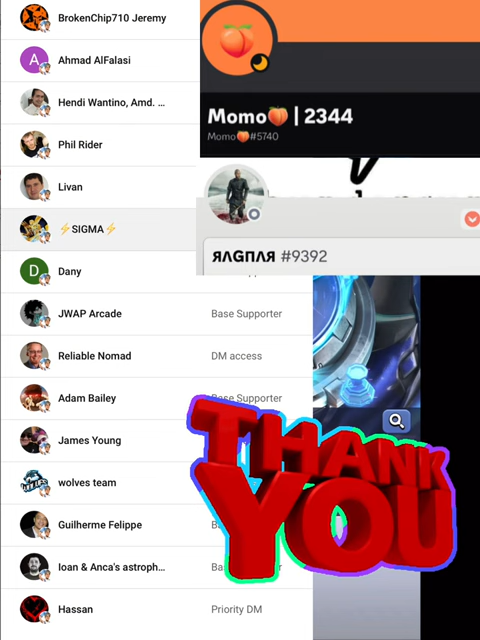 BrokenChip710 Jeremy
Ahmad AlFalasi
Hendi Wantino, Amd. ...
Phil Rider
Livan
⚡SIGMA⚡
D
Dany
JWAP Arcade
Base Supporter
Reliable Nomad
DM access
Adam Bailey
Base Supporter
James Young
wolves team
Guilherme Felippe
Ioan & Anca's astroph...
Hassan
Priority DM
A
Momo🍑 | 2344
Momo🍑#5740
ЯΛGПΛЯ #9392
THANK
YOU